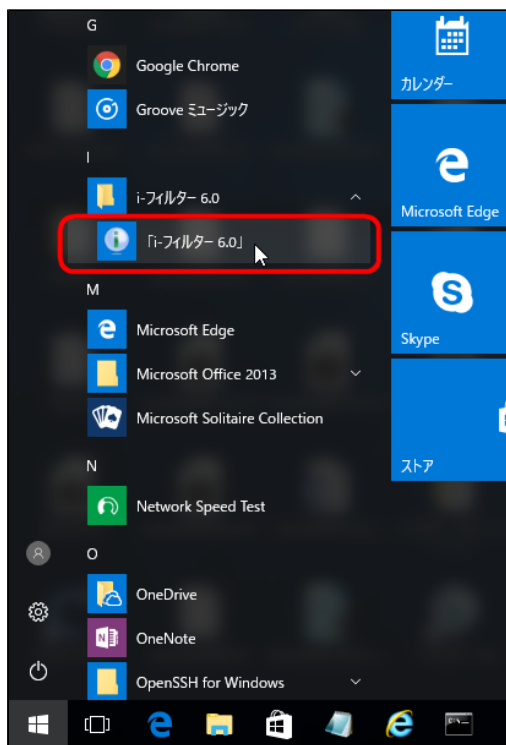 G
Google Chrome
Groove ミュージック
I
i-フィルター 6.0
「i-フィルター 6.0」
M
Microsoft Edge
Microsoft Office 2013
Microsoft Solitaire Collection
N
Network Speed Test
O
OneDrive
OneNote
OpenSSH for Windows
カレンダー
Microsoft Edge
Skype
ストア